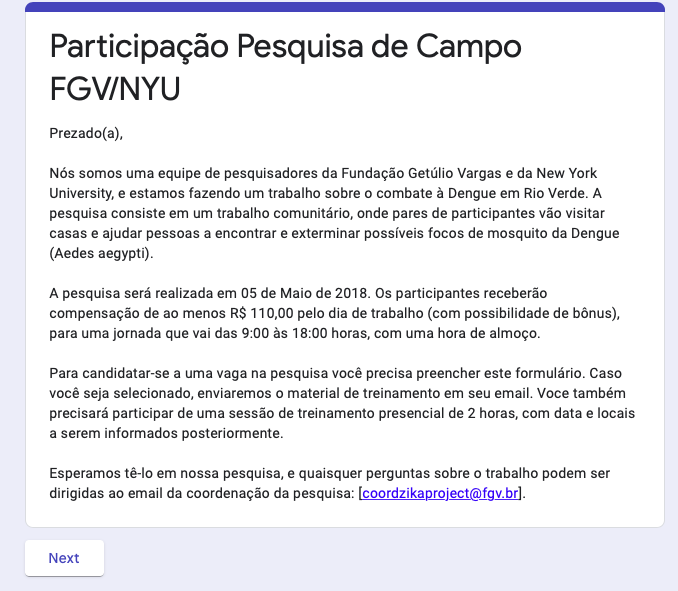 Participação Pesquisa de Campo
FGV/NYU
Prezado(a),
Nós somos uma equipe de pesquisadores da Fundação Getúlio Vargas e da New York
University, e estamos fazendo um trabalho sobre o combate à Dengue em Rio Verde. A
pesquisa consiste em um trabalho comunitário, onde pares de participantes vão visitar
casas e ajudar pessoas a encontrar e exterminar possíveis focos de mosquito da Dengue
(Aedes aegypti).
A pesquisa será realizada em 05 de Maio de 2018. Os participantes receberão
compensação de ao menos R$ 110,00 pelo dia de trabalho (com possibilidade de bônus),
para uma jornada que vai das 9:00 às 18:00 horas, com uma hora de almoço.
Para candidatar-se a uma vaga na pesquisa você precisa preencher este formulário. Caso
você seja selecionado, enviaremos o material de treinamento em seu email. Voce também
precisará participar de uma sessão de treinamento presencial de 2 horas, com data e locais
a serem informados posteriormente.
Esperamos tê-lo em nossa pesquisa, e quaisquer perguntas sobre o trabalho podem ser
dirigidas ao email da coordenação da pesquisa: [coordzikaproject@fgv.br].
Next